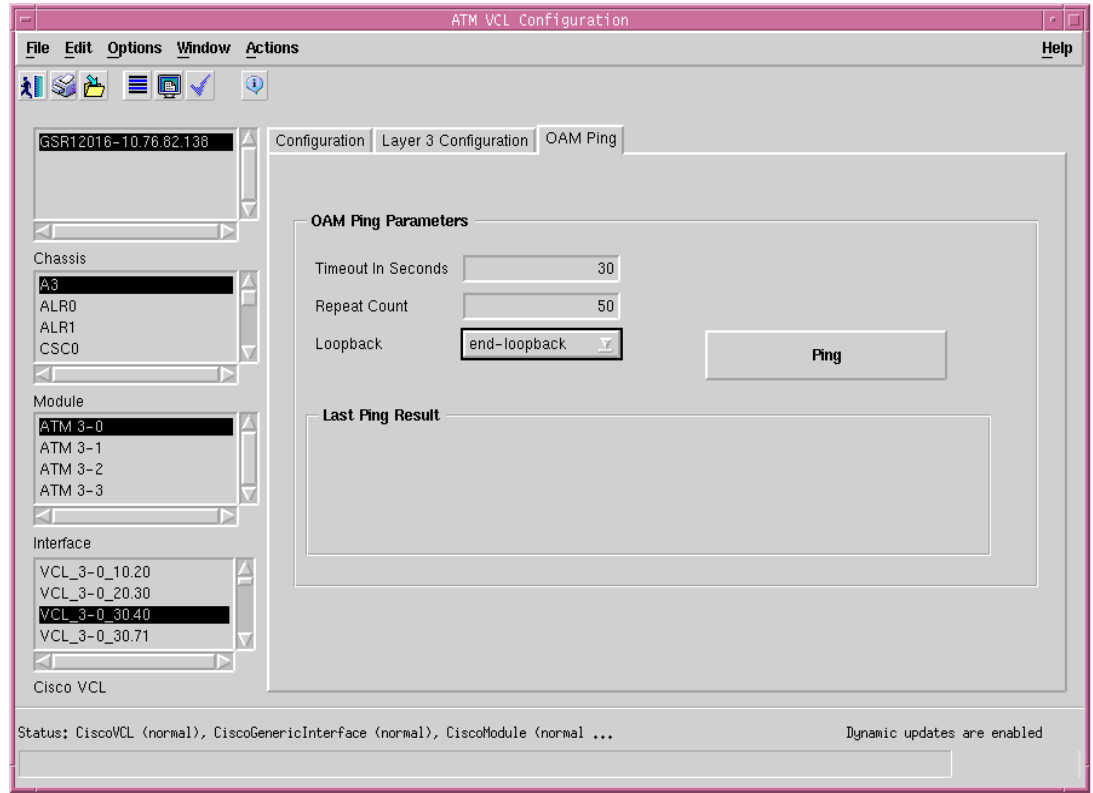 ATM VCL Configuration
File Edit Options Window Actions Help
GSR12016-10.76.82.138
Chassis
A3
ALR0
ALR1
CSC0
Module
ATM 3-0
ATM 3-1
ATM 3-2
ATM 3-3
Interface
VCL_3-0_10.20
VCL_3-0_20.30
VCL_3-0_30.40
VCL_3-0_30.71
Cisco VCL
Configuration Layer 3 Configuration OAM Ping
OAM Ping Parameters
Timeout In Seconds 30
Repeat Count 50
Loopback end-loopback
Ping
Last Ping Result
Status: CiscoVCL (normal), CiscoGenericInterface (normal), CiscoModule (normal ... Dynamic updates are enabled